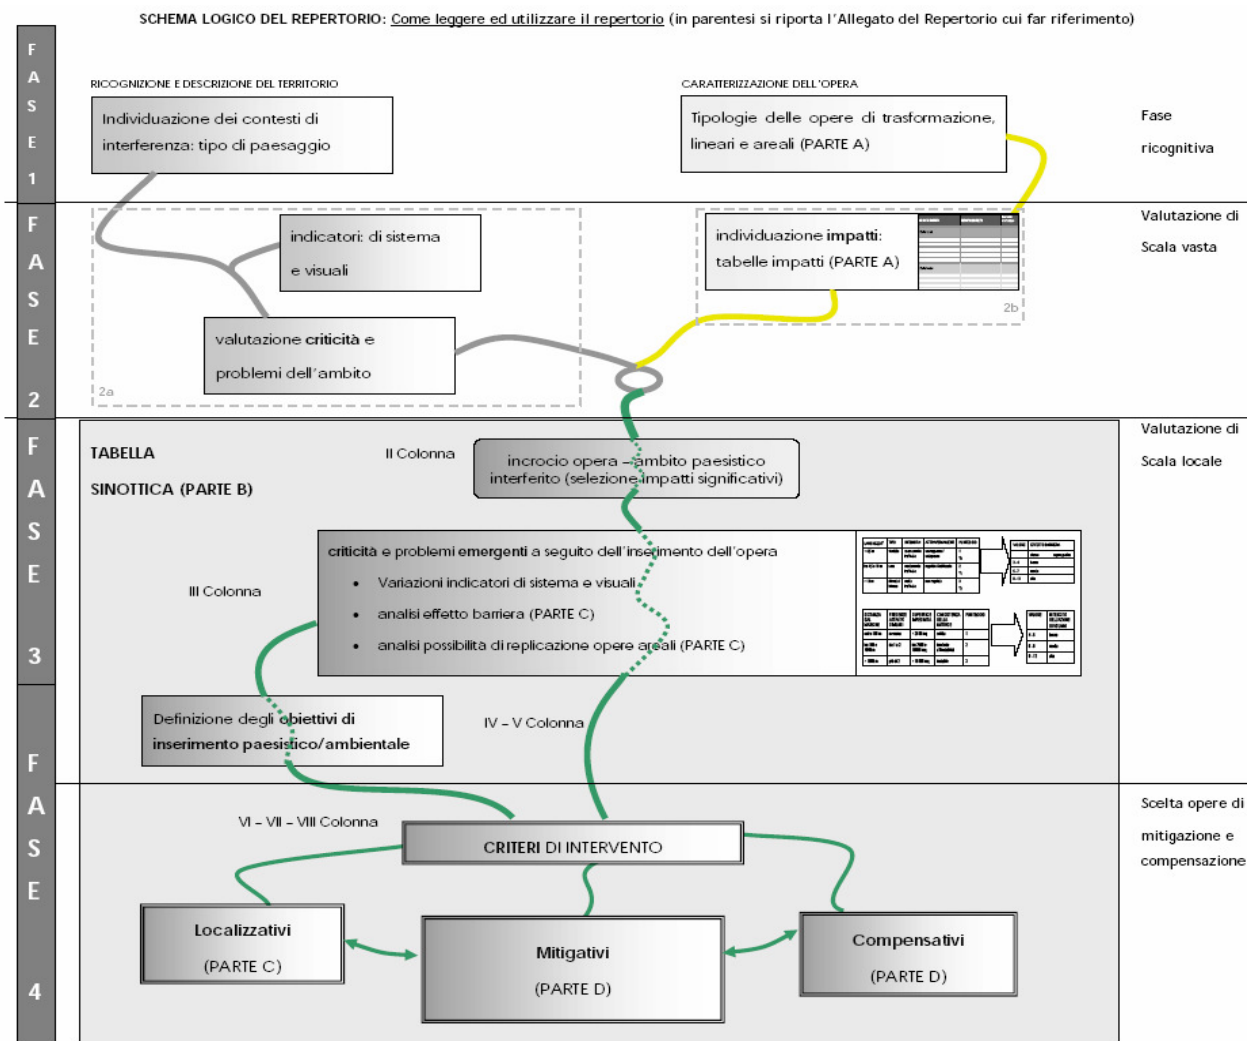 SCHEMA LOGICO DEL REPERTORIO: Come leggere ed utilizzare il repertorio (in parentesi si riporta l'Allegato del Repertorio cui far riferimento)
FASE 1
RICOGNIZIONE E DESCRIZIONE DEL TERRITORIO
CARATTERIZZAZIONE DELL'OPERA
Individuazione dei contesti di
interferenza: tipo di paesaggio
Tipologie delle opere di trasformazione,
lineari e areali (PARTE A)
Fase
ricognitiva
FASE 2
indicatori: di sistema
e visuali
individuazione impatti:
tabelle impatti (PARTE A)
2b
Valutazione di
Scala vasta
valutazione criticità e
problemi dell'ambito
2a
FASE 3
TABELLA
SINOTTICA (PARTE B)
II Colonna
incrocio opera – ambito paesistico
interferito (selezione impatti significativi)
Valutazione di
Scala locale
III Colonna
criticità e problemi emergenti a seguito dell'inserimento dell'opera
• Variazioni indicatori di sistema e visuali
• analisi effetto barriera (PARTE C)
• analisi possibilità di replicazione opere areali (PARTE C)
Definizione degli obiettivi di
inserimento paesistico/ambientale
IV – V Colonna
FASE 4
VI – VII – VIII Colonna
CRITERI DI INTERVENTO
Scelta opere di
mitigazione e
compensazione
Localizzativi
(PARTE C)
Mitigativi
(PARTE D)
Compensativi
(PARTE D)